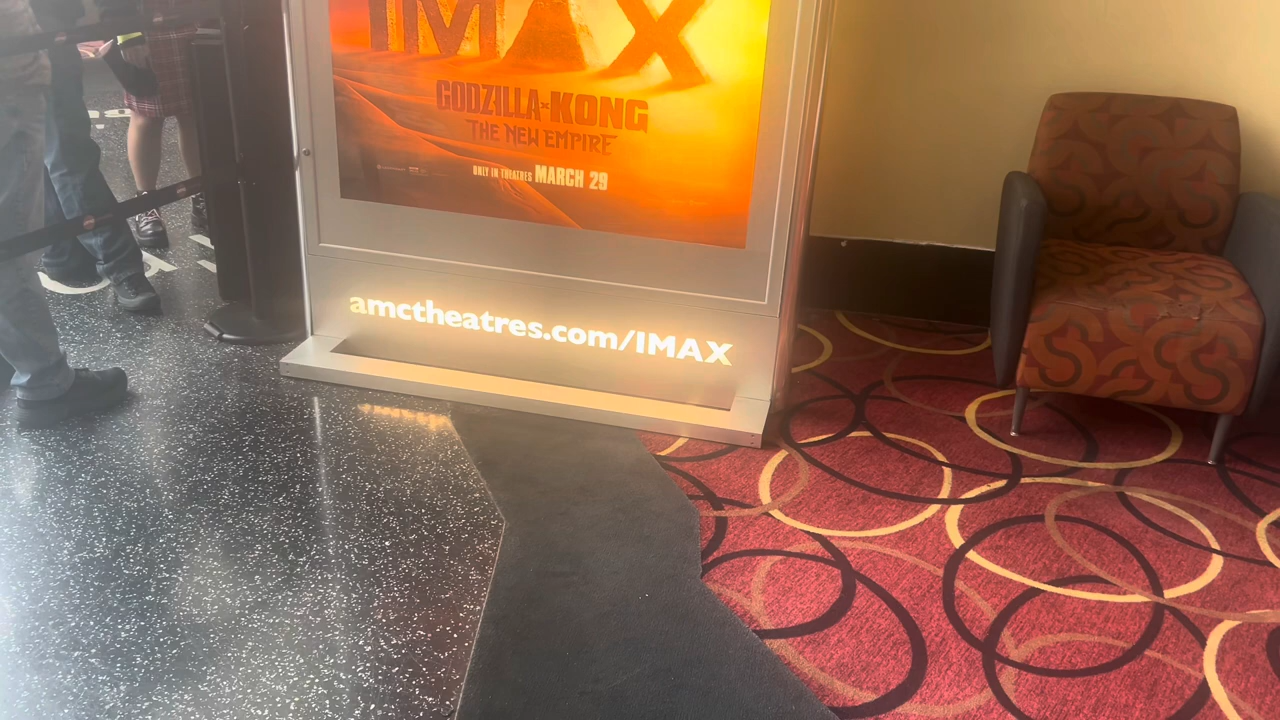 IMAX
GODZILLA x KONG
THE NEW EMPIRE
ONLY IN THEATRES MARCH 29
amctheatres.com/IMAX